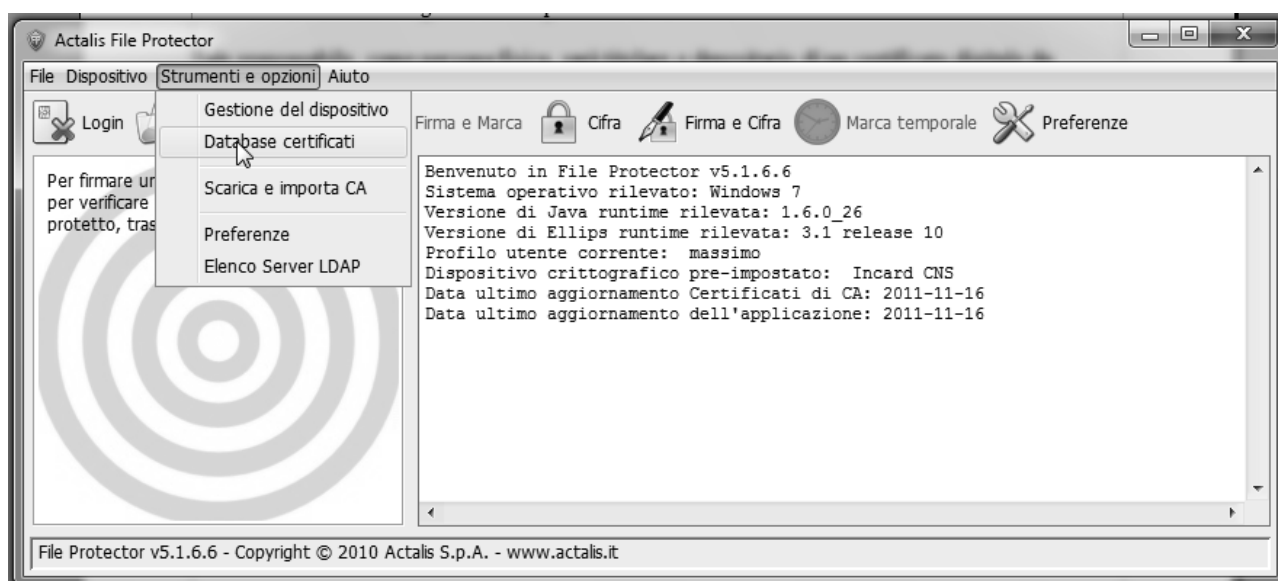 Actalis File Protector
File Dispositivo Strumenti e opzioni Aiuto
Login
Firma e Marca
Cifra
Firma e Cifra
Marca temporale
Preferenze
Gestione del dispositivo
Database certificati
Scarica e importa CA
Preferenze
Elenco Server LDAP
Per firmare
per verificare
protetto,
Benvenuto in File Protector v5.1.6.6
Sistema operativo rilevato: Windows 7
Versione di Java runtime rilevata: 1.6.0_26
Versione di Ellips runtime rilevata: 3.1 release 10
Profilo utente corrente: massimo
Dispositivo crittografico pre-impostato: Incard CNS
Data ultimo aggiornamento Certificati di CA: 2011-11-16
Data ultimo aggiornamento dell'applicazione: 2011-11-16
File Protector v5.1.6.6 - Copyright © 2010 Actalis S.p.A. - www.actalis.it